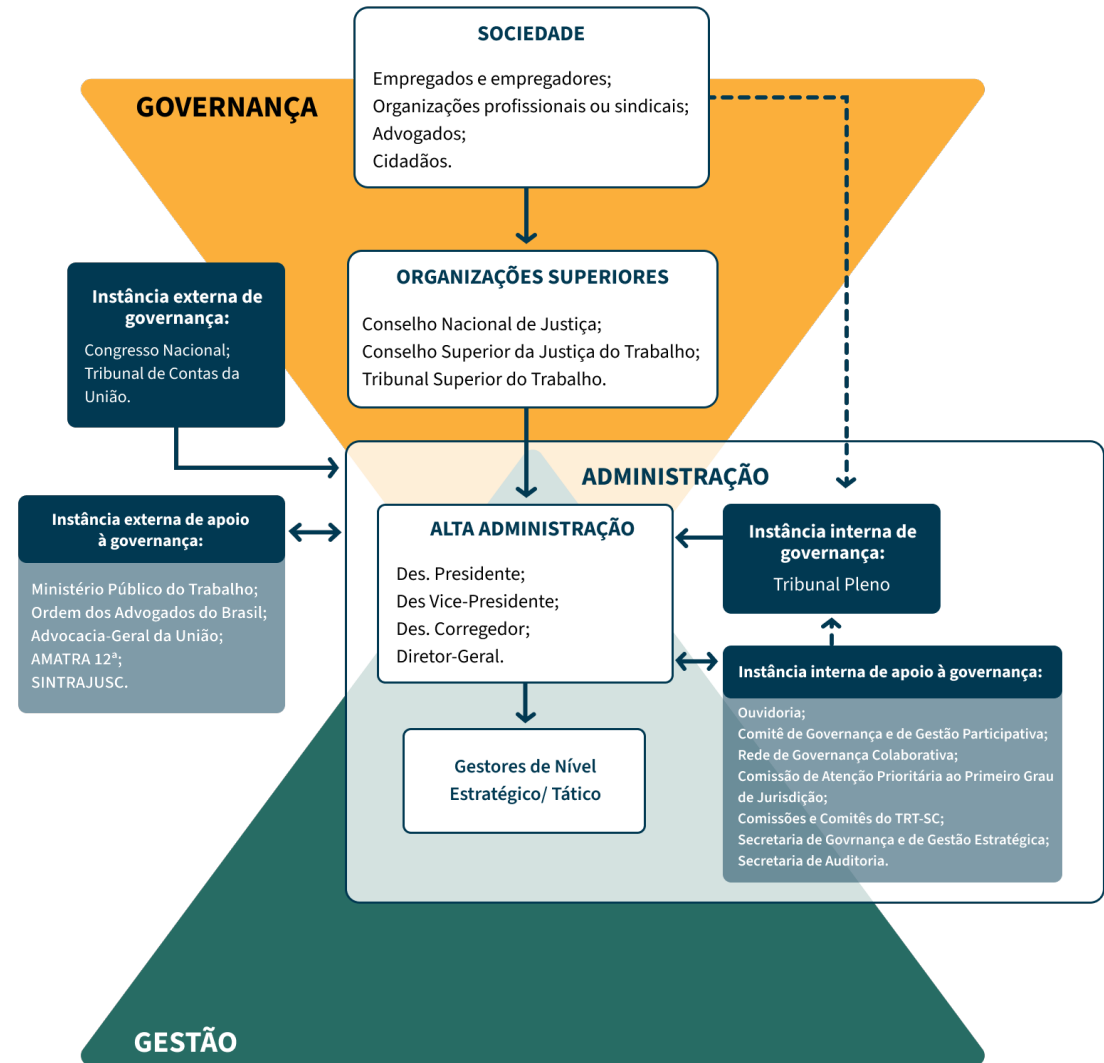 SOCIEDADE
Empregados e empregadores;
Organizações profissionais ou sindicais;
Advogados;
Cidadãos.
GOVERNANÇA
ORGANIZAÇÕES SUPERIORES
Conselho Nacional de Justiça;
Conselho Superior da Justiça do Trabalho;
Tribunal Superior do Trabalho.
Instância externa de
governança:
Congresso Nacional;
Tribunal de Contas da
União.
ADMINISTRAÇÃO
Instância externa de apoio
à governança:
Ministério Público do Trabalho;
Ordem dos Advogados do Brasil;
Advocacia-Geral da União;
AMATRA 12ª;
SINTRAJUSC.
ALTA ADMINISTRAÇÃO
Des. Presidente;
Des Vice-Presidente;
Des. Corregedor;
Diretor-Geral.
Instância interna de
governança:
Tribunal Pleno
Instância interna de apoio à governança:
Ouvidoria;
Comitê de Governança e de Gestão Participativa;
Rede de Governança Colaborativa;
Comissão de Atenção Prioritária ao Primeiro Grau
de Jurisdição;
Comissões e Comitês do TRT-SC;
Secretaria de Govrnança e de Gestão Estratégica;
Secretaria de Auditoria.
Gestores de Nível
Estratégico/ Tático
GESTÃO